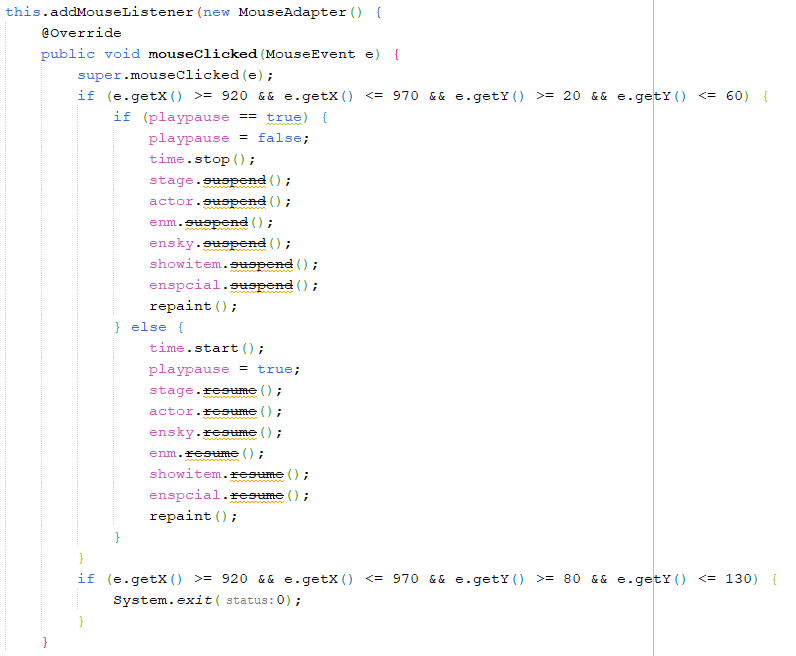 this.addMouseListener(new MouseAdapter() {
    @Override
    public void mouseClicked(MouseEvent e) {
        super.mouseClicked(e);
        if (e.getX() >= 920 && e.getX() <= 970 && e.getY() >= 20 && e.getY() <= 60) {
            if (playpause == true) {
                playpause = false;
                time.stop();
                stage.suspend();
                actor.suspend();
                enm.suspend();
                ensky.suspend();
                showitem.suspend();
                enspcial.suspend();
                repaint();
            } else {
                time.start();
                playpause = true;
                stage.resume();
                actor.resume();
                ensky.resume();
                enm.resume();
                showitem.resume();
                enspcial.resume();
                repaint();
            }
        }
        if (e.getX() >= 920 && e.getX() <= 970 && e.getY() >= 80 && e.getY() <= 130) {
            System.exit( status: 0);
        }
    }